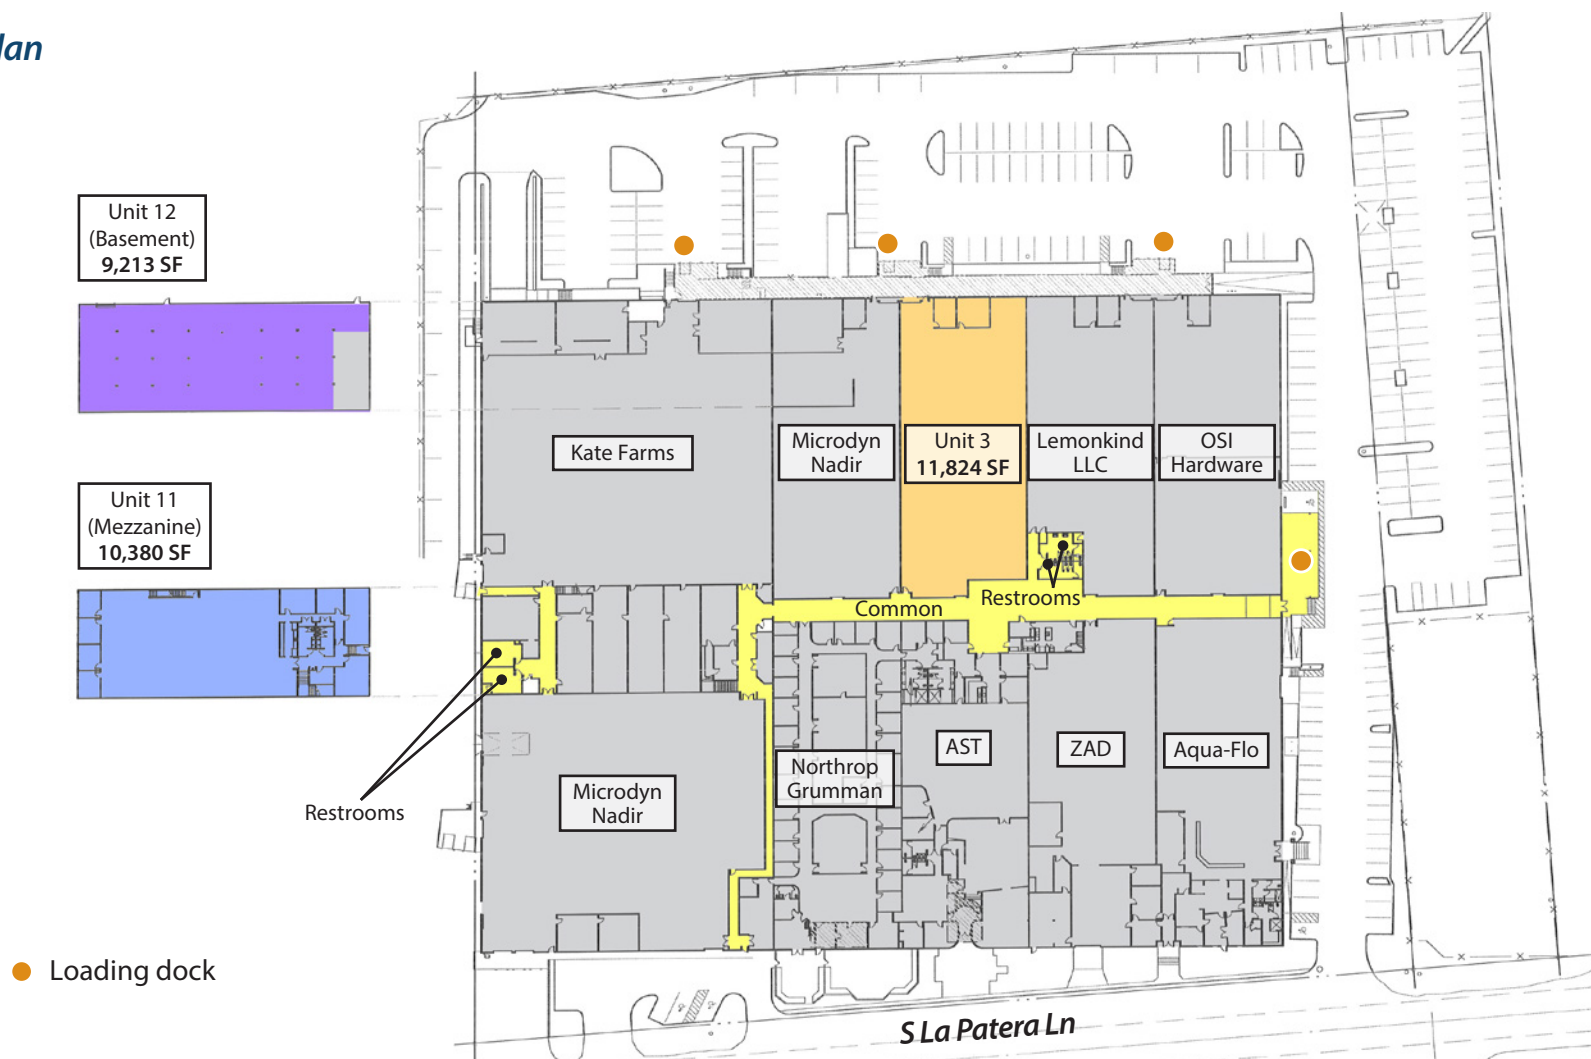 lan
Unit 12
(Basement)
9,213 SF
Unit 11
(Mezzanine)
10,380 SF
Kate Farms
Microdyn
Nadir
Unit 3
11,824 SF
Lemonkind
LLC
OSI
Hardware
Common
Restrooms
Restrooms
Microdyn
Nadir
Northrop
Grumman
AST
ZAD
Aqua-Flo
Loading dock
S La Patera Ln